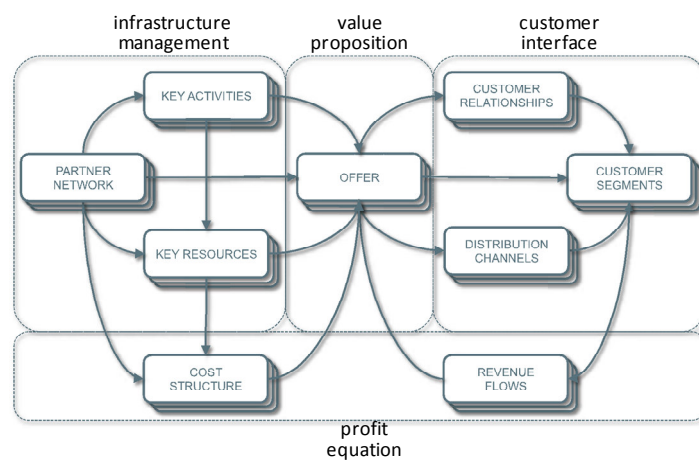 infrastructure
management
value
proposition
customer
interface
KEY ACTIVITIES
CUSTOMER
RELATIONSHIPS
PARTNER
NETWORK
OFFER
CUSTOMER
SEGMENTS
KEY RESOURCES
DISTRIBUTION
CHANNELS
COST
STRUCTURE
REVENUE
FLOWS
profit
equation